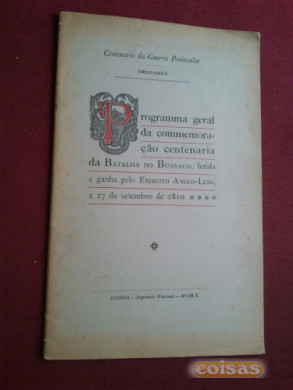 Centenario da Guerra Peninsular
1810-1910
Programma geral
da commemora-
ção centenaria
da BATALHA DO BUSSACO, ferida
e ganha pelo EXERCITO ANGLO-LUSO,
a 27 de setembro de 1810.
LISBOA — Imprensa Nacional — MCMX
coisas